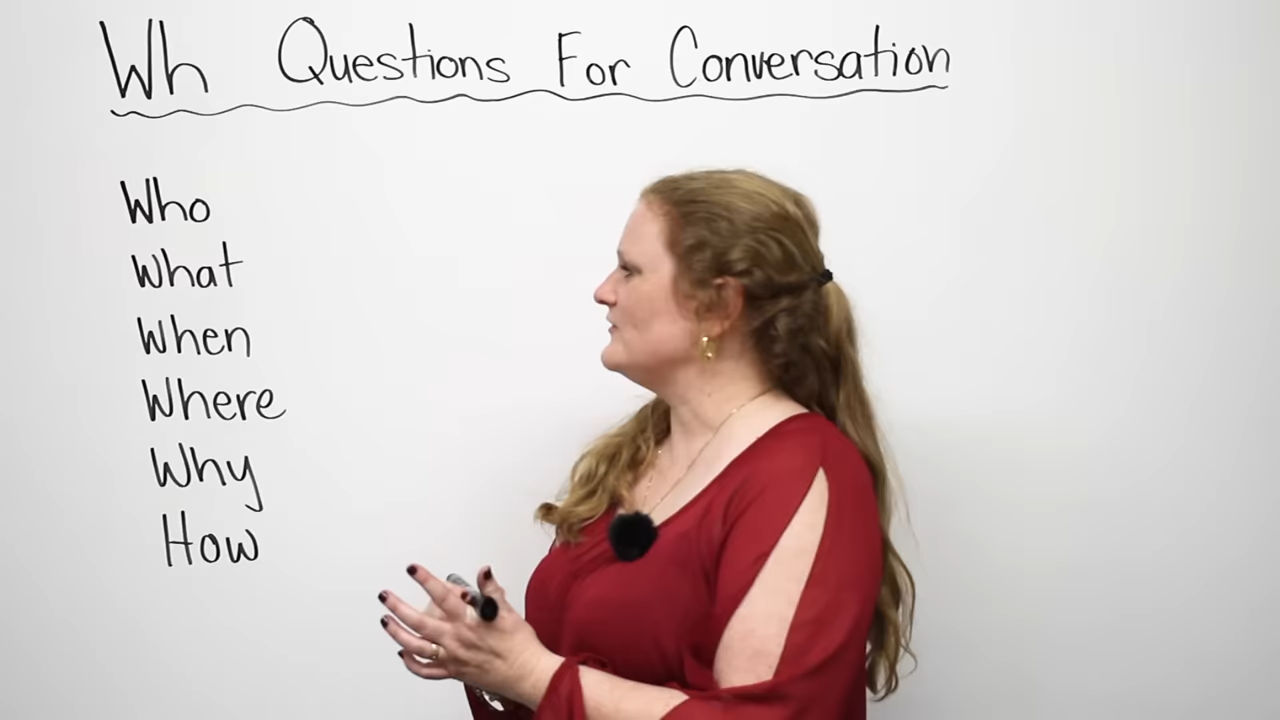 Wh Questions For Conversation
Who
What
When
Where
Why
How